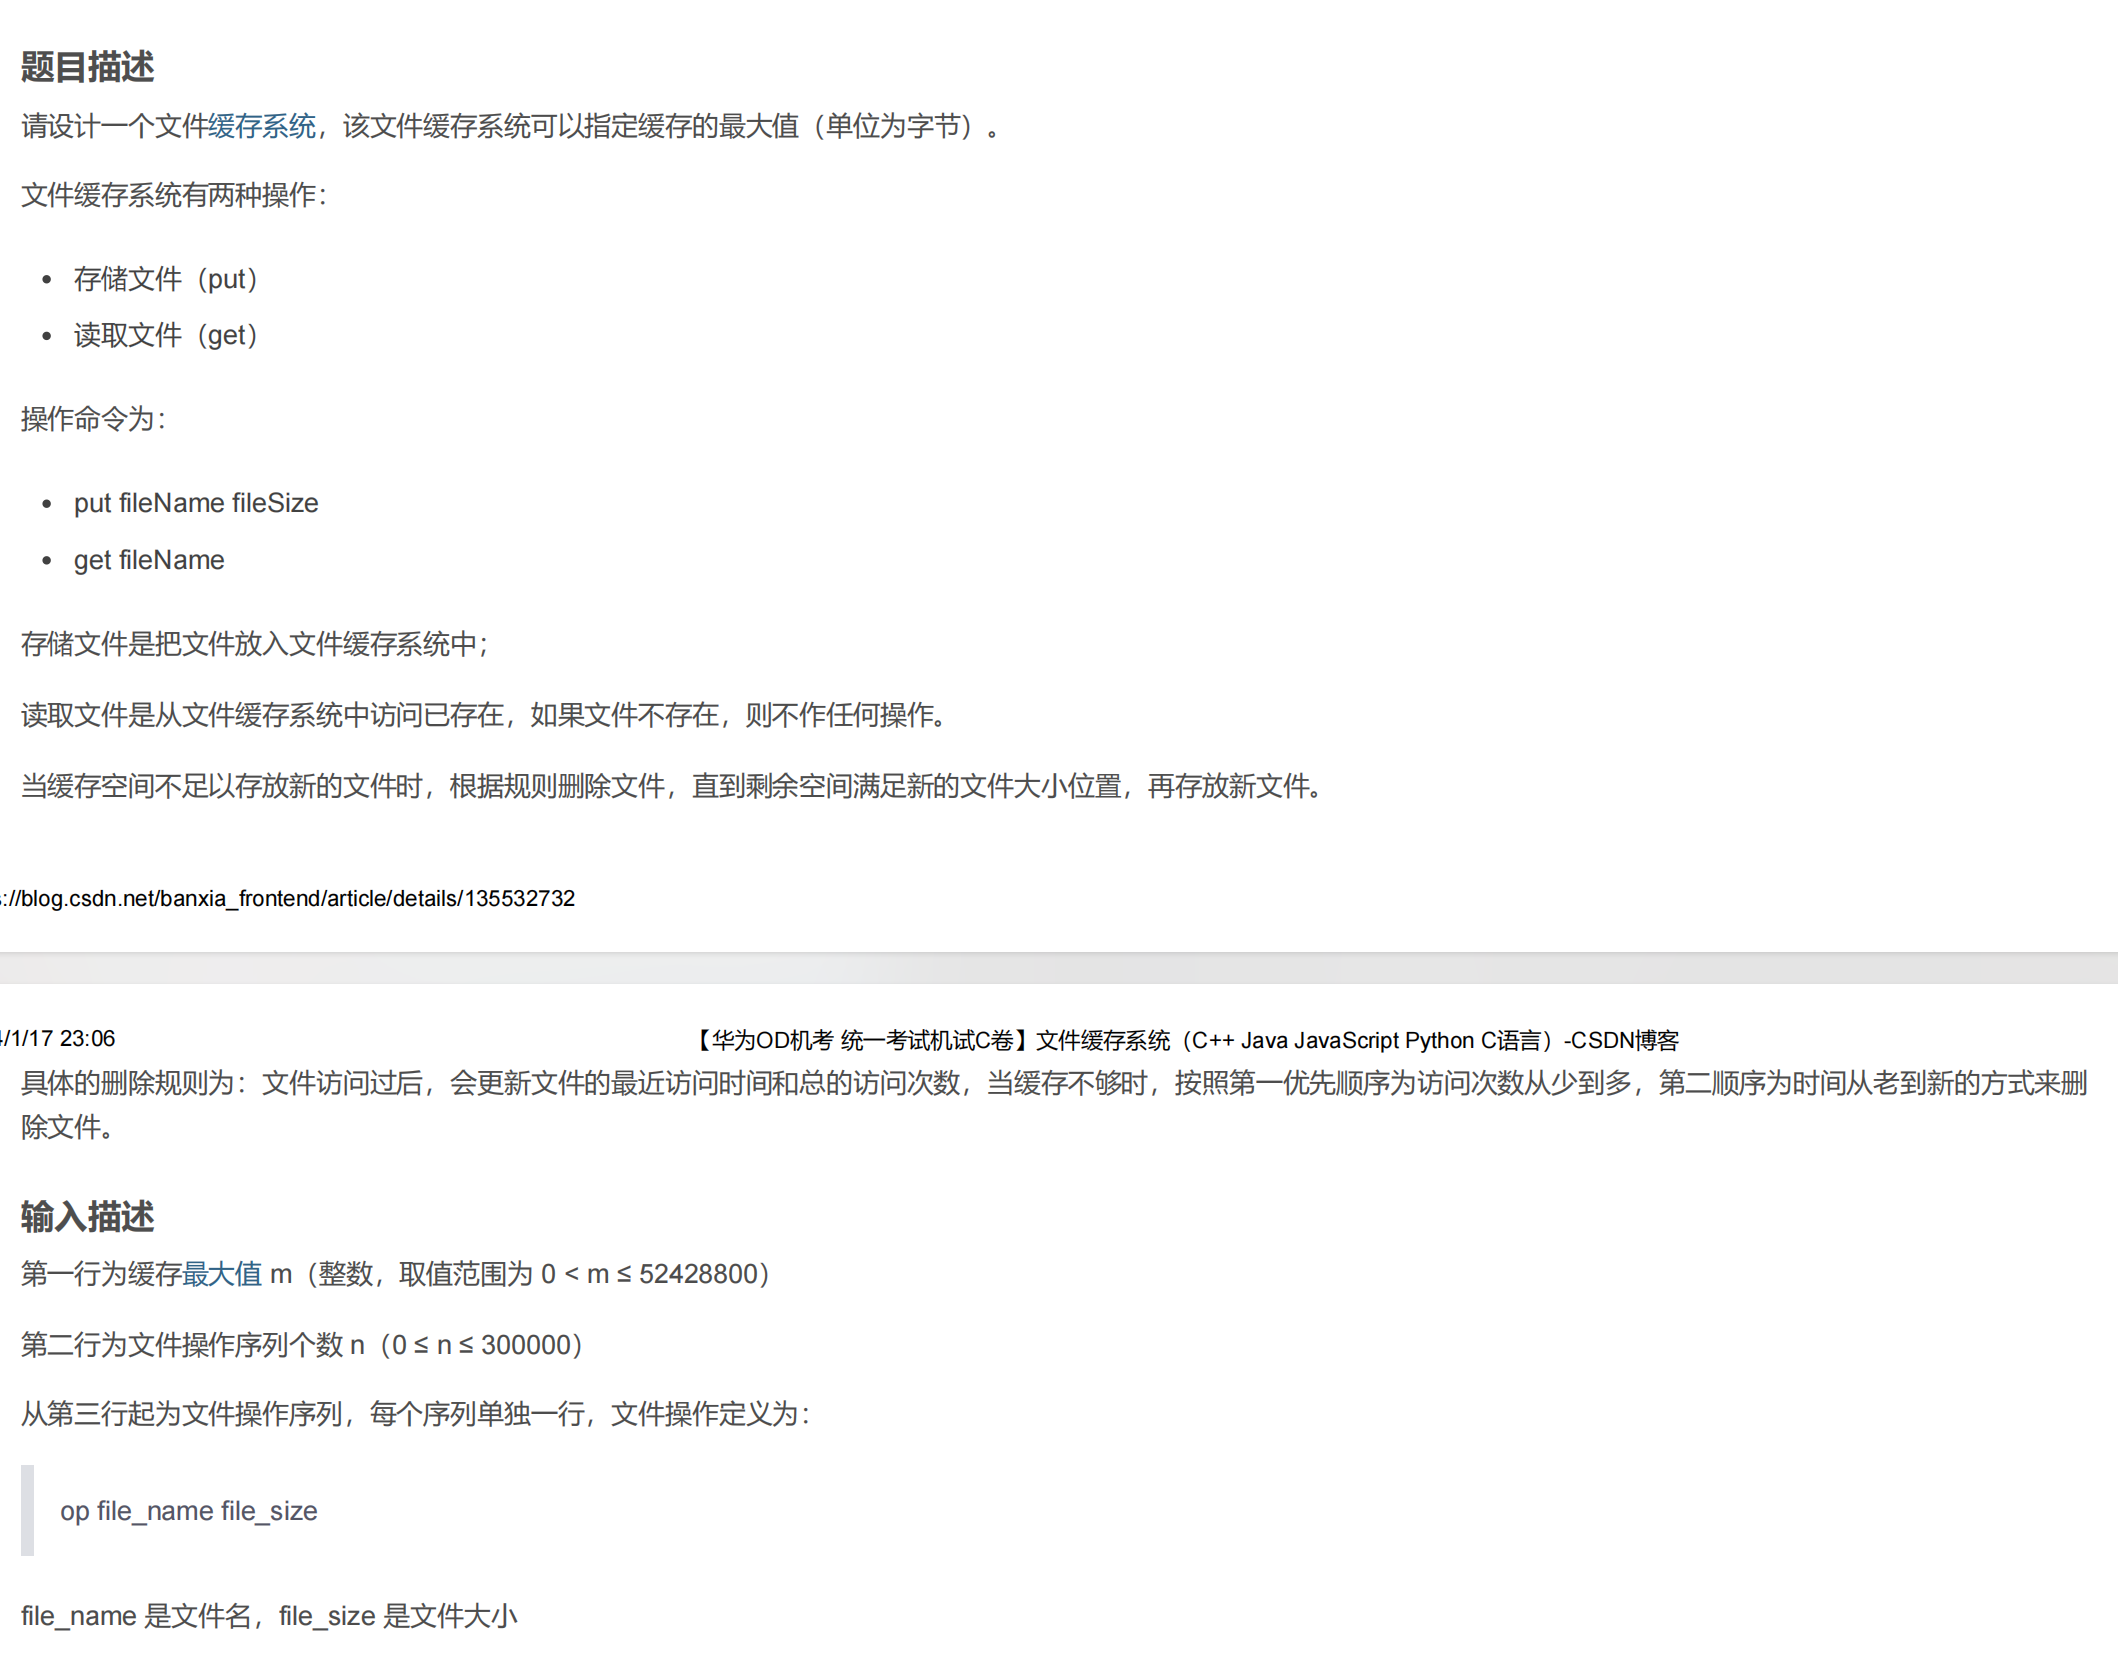 题目描述
请设计一个文件缓存系统，该文件缓存系统可以指定缓存的最大值（单位为字节）。
文件缓存系统有两种操作：
• 存储文件（put）
• 读取文件（get）
操作命令为：
• put fileName fileSize
• get fileName
存储文件是把文件放入文件缓存系统中；
读取文件是从文件缓存系统中访问已存在，如果文件不存在，则不作任何操作。
当缓存空间不足以存放新的文件时，根据规则删除文件，直到剩余空间满足新的文件大小位置，再存放新文件。
://blog.csdn.net/banxia_frontend/article/details/135532732
/1/17 23:06
【华为OD机考 统一考试机试C卷】文件缓存系统（C++ Java JavaScript Python C语言）-CSDN博客
具体的删除规则为：文件访问过后，会更新文件的最近访问时间和总的访问次数，当缓存不够时，按照第一优先顺序为访问次数从少到多，第二顺序为时间从老到新的方式来删
除文件。
输入描述
第一行为缓存最大值 m（整数，取值范围为 0 < m ≤ 52428800）
第二行为文件操作序列个数 n（0 ≤ n ≤ 300000）
从第三行起为文件操作序列，每个序列单独一行，文件操作定义为：
op file_name file_size
file_name 是文件名，file_size 是文件大小